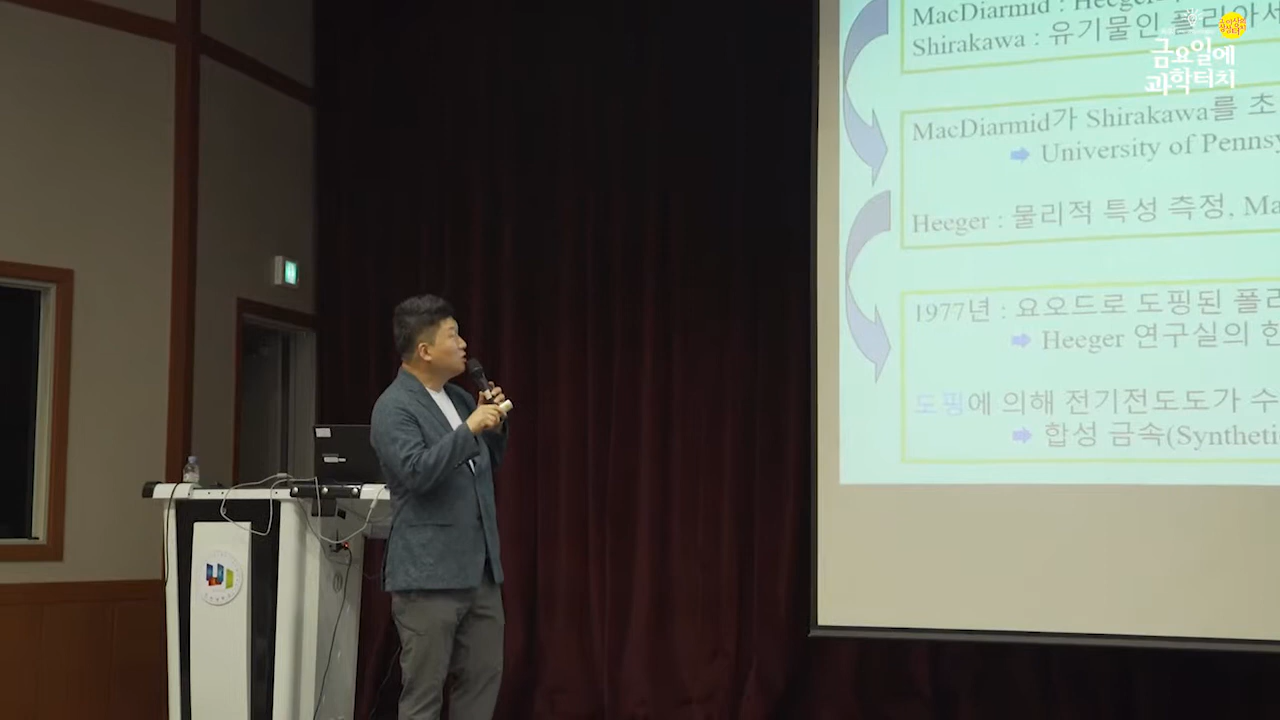 MacDiarmid : Heeger
Shirakawa : 유기물인 폴리아세
금요일에
과학터치
MacDiarmid가 Shirakawa를 초
University of Pennsy
Heeger : 물리적 특성 측정, Ma
1977년 : 요오드로 도핑된 폴리
Heeger 연구실의 한
도핑에 의해 전기전도도가 수
합성 금속(Syntheti